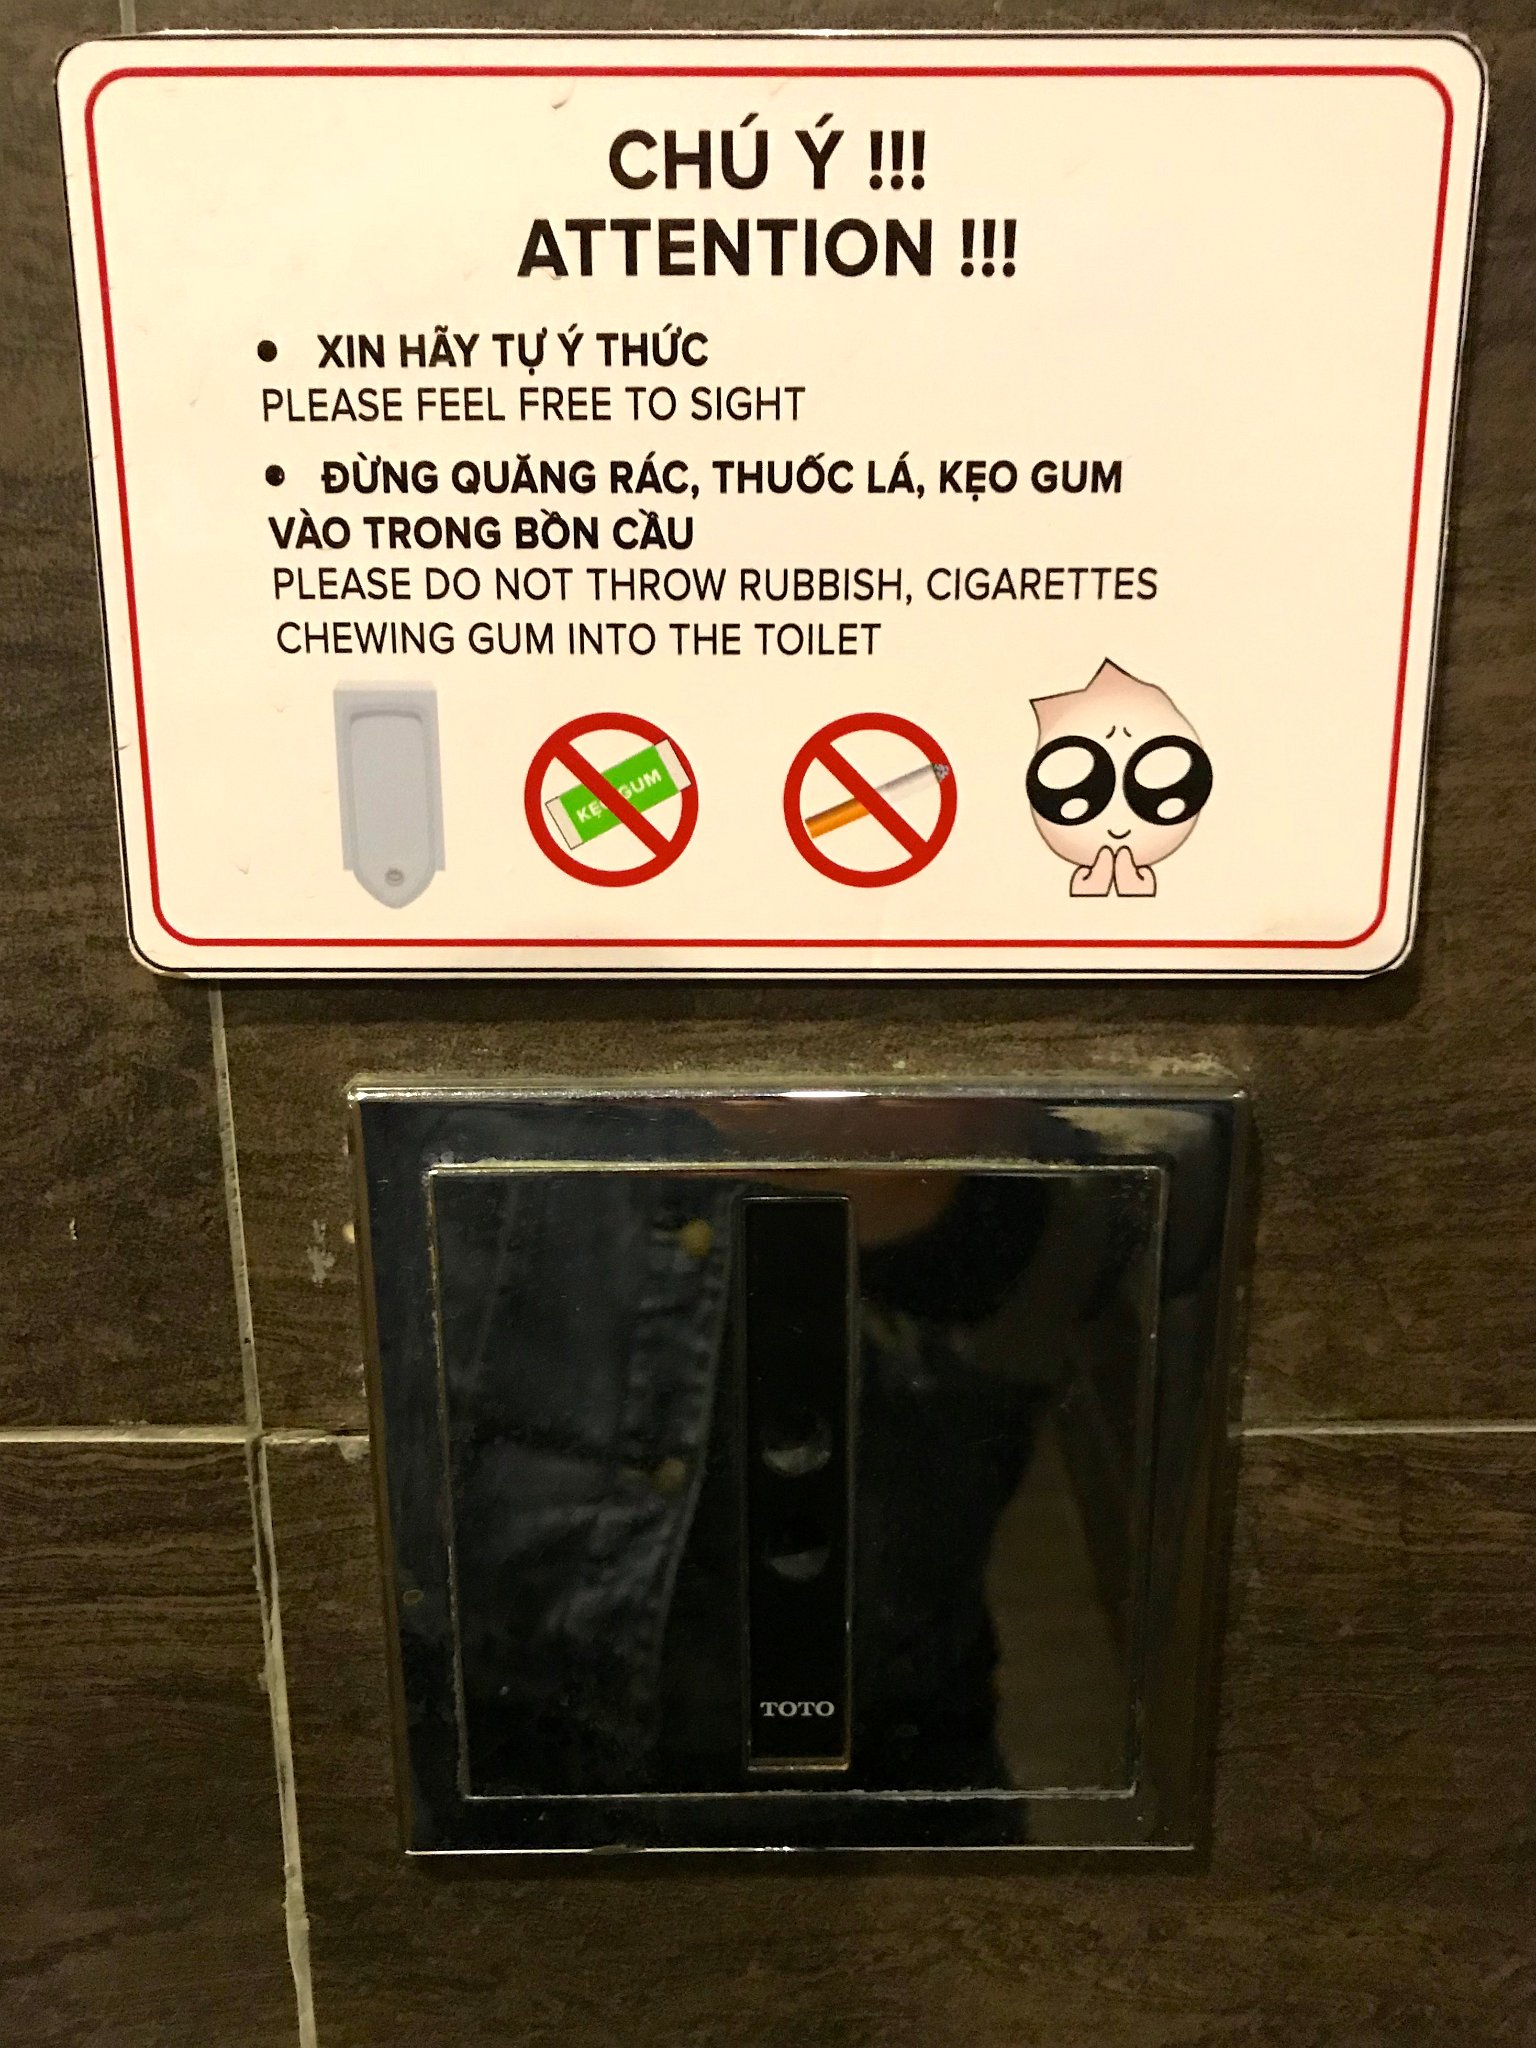 CHÚ Ý !!!
ATTENTION !!!
• XIN HÃY TỰ Ý THỨC
PLEASE FEEL FREE TO SIGHT
• ĐỪNG QUĂNG RÁC, THUỐC LÁ, KẸO GUM
VÀO TRONG BỒN CẦU
PLEASE DO NOT THROW RUBBISH, CIGARETTES
CHEWING GUM INTO THE TOILET
KẸO GUM
TOTO